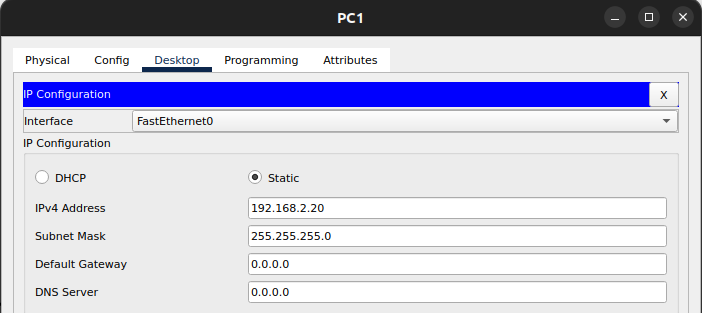 PC1
Physical Config Desktop Programming Attributes
IP Configuration X
Interface FastEthernet0
IP Configuration
DHCP Static
IPv4 Address 192.168.2.20
Subnet Mask 255.255.255.0
Default Gateway 0.0.0.0
DNS Server 0.0.0.0